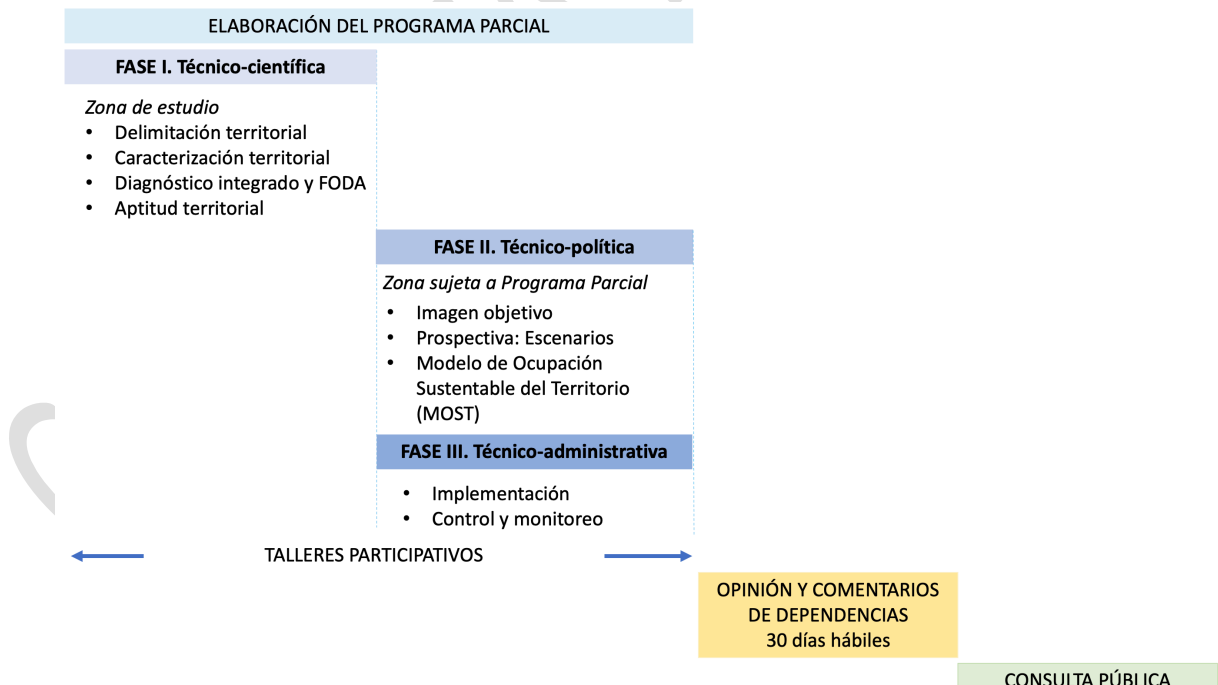 ELABORACIÓN DEL PROGRAMA PARCIAL
FASE I. Técnico-científica
Zona de estudio
• Delimitación territorial
• Caracterización territorial
• Diagnóstico integrado y FODA
• Aptitud territorial
FASE II. Técnico-política
Zona sujeta a Programa Parcial
• Imagen objetivo
• Prospectiva: Escenarios
• Modelo de Ocupación
Sustentable del Territorio
(MOST)
FASE III. Técnico-administrativa
• Implementación
• Control y monitoreo
TALLERES PARTICIPATIVOS
OPINIÓN Y COMENTARIOS
DE DEPENDENCIAS
30 días hábiles
CONSULTA PÚBLICA